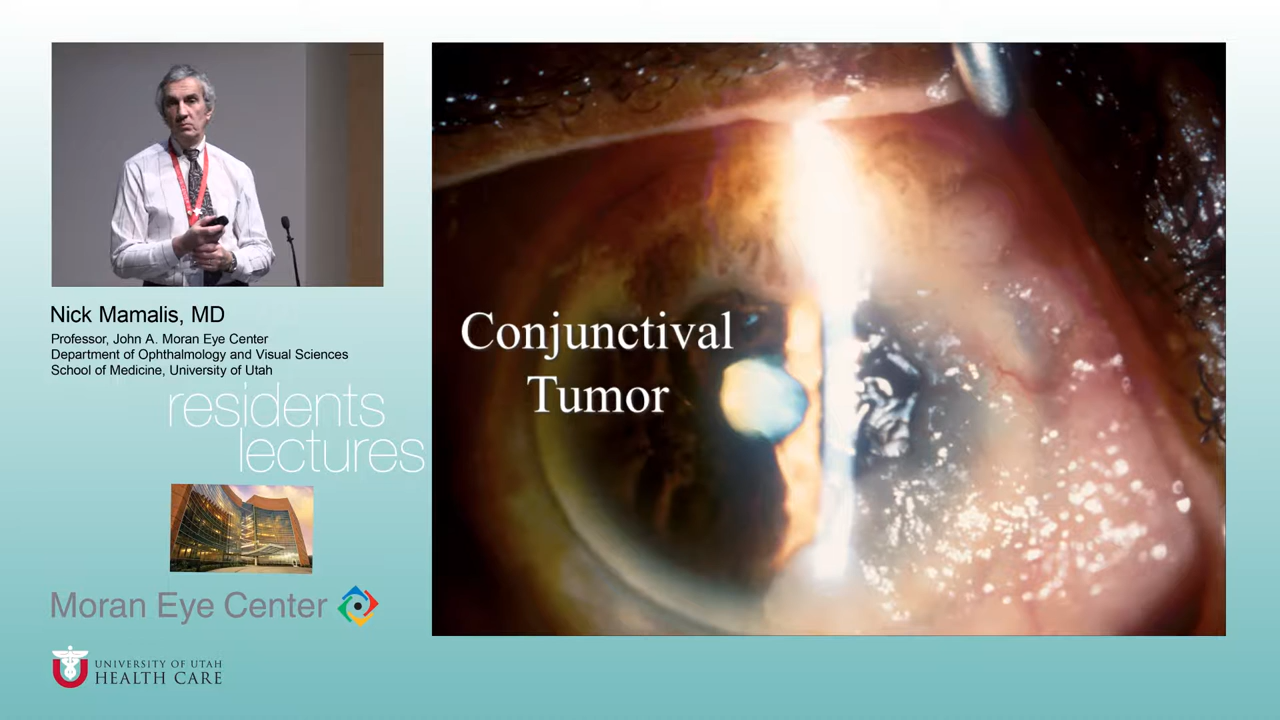 Nick Mamalis, MD
Professor, John A. Moran Eye Center
Department of Ophthalmology and Visual Sciences
School of Medicine, University of Utah
residents
lectures
Moran Eye Center
UNIVERSITY OF UTAH
HEALTH CARE
Conjunctival
Tumor